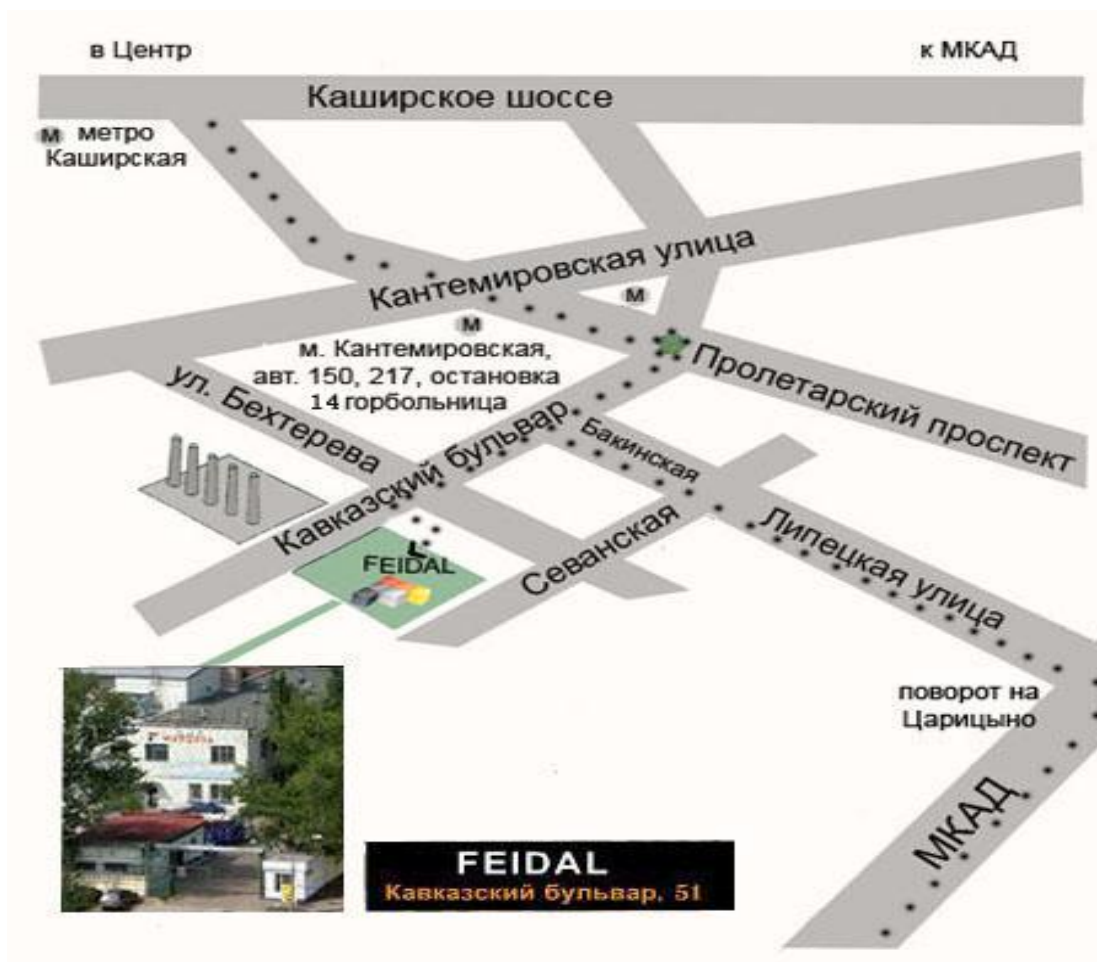 в Центр
к МКАД
Каширское шоссе
м метро
Каширская
Кантемировская улица
м
м
м. Кантемировская,
авт. 150, 217, остановка
14 горбольница
Пролетарский проспект
ул. Бехтерева
Кавказский бульвар
Бакинская
Севанская
Липецкая улица
FEIDAL
поворот на
Царицыно
МКАД
FEIDAL
Кавказский бульвар, 51